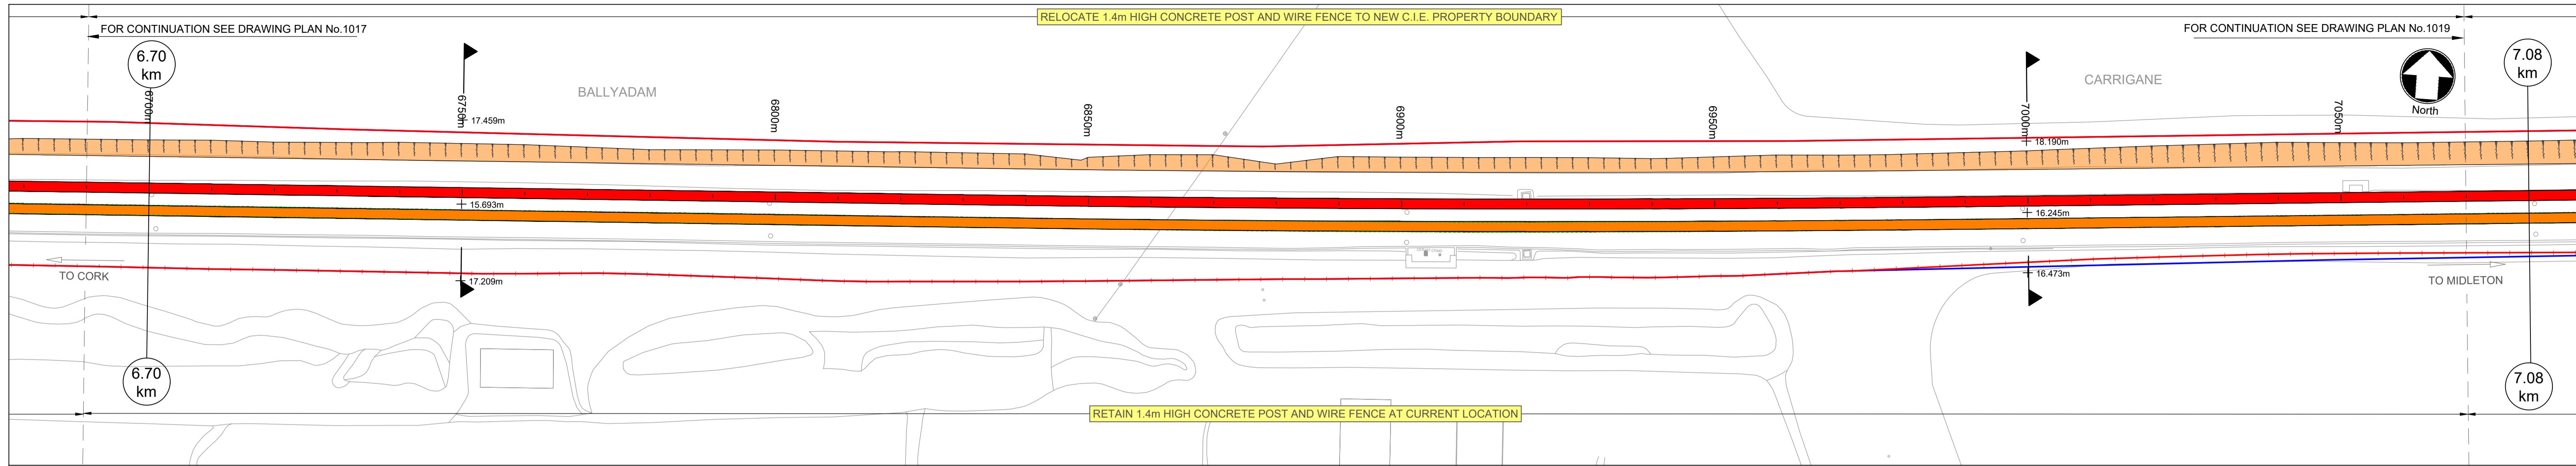 RELOCATE 1.4m HIGH CONCRETE POST AND WIRE FENCE TO NEW C.I.E. PROPERTY BOUNDARY
FOR CONTINUATION SEE DRAWING PLAN No.1017
FOR CONTINUATION SEE DRAWING PLAN No.1019
6.70
km
7.08
km
BALLYADAM
CARRIGANE
North
6700m
6750m
6800m
6850m
6900m
6950m
7000m
7050m
17.459m
18.190m
15.693m
16.245m
TO CORK
17.209m
16.473m
TO MIDLETON
6.70
km
7.08
km
RETAIN 1.4m HIGH CONCRETE POST AND WIRE FENCE AT CURRENT LOCATION